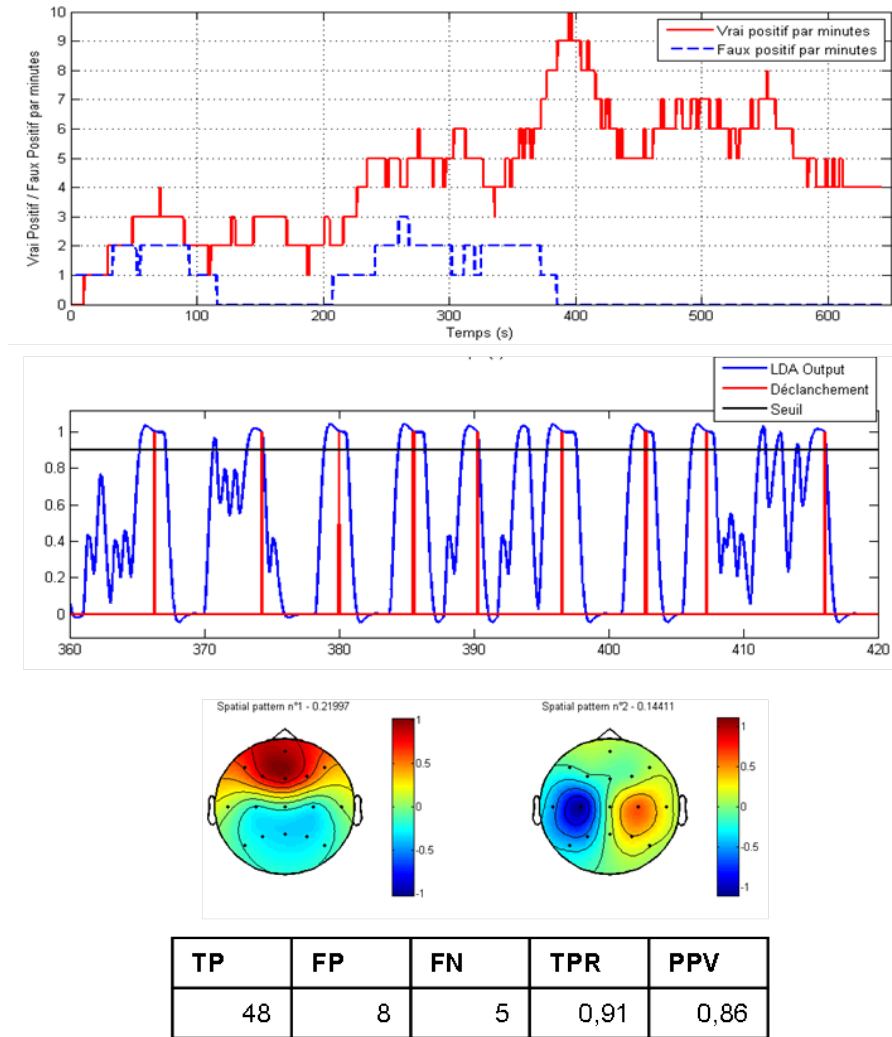 10
9
8
7
6
5
4
3
2
1
0
Vrai Positif / Faux Positif par minutes
Vrai positif par minutes
Faux positif par minutes
0 100 200 300 400 500 600
Temps (s)
LDA Output
Déclanchement
Seuil
1
0.8
0.6
0.4
0.2
0
360 370 380 390 400 410 420
Spatial pattern n°1 - 0.21997
1
0.5
0
-0.5
-1
Spatial pattern n°2 - 0.14411
1
0.5
0
-0.5
-1
TP FP FN TPR PPV
48 8 5 0,91 0,86